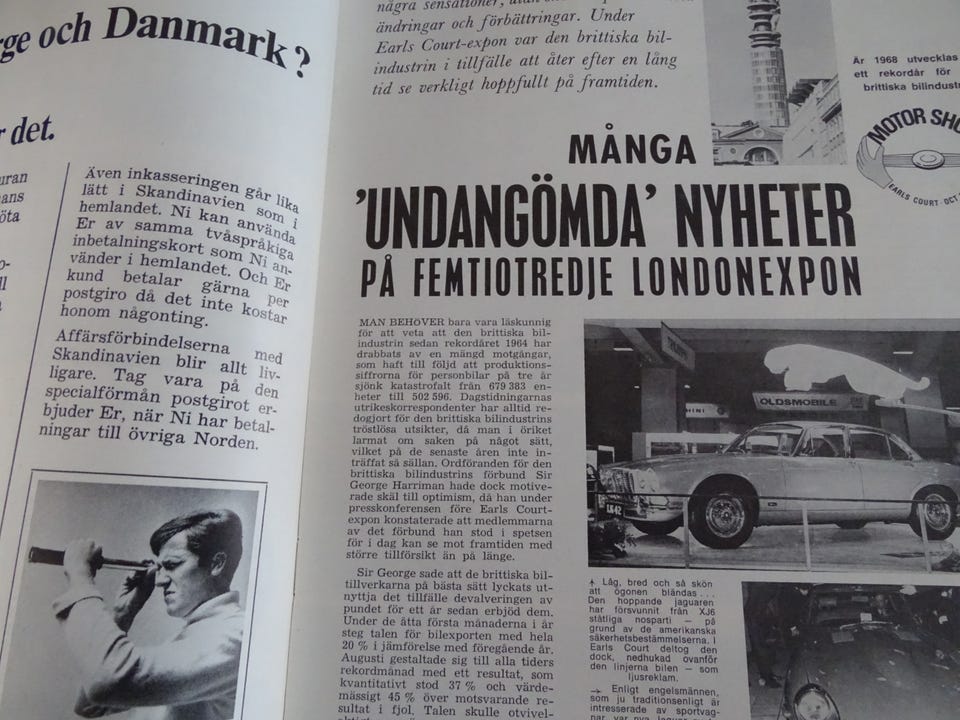 rge och Danmark?
r det.
uran
ans
öta
Även inkasseringen går lika
lätt i Skandinavien som i
hemlandet. Ni kan använda
Er av samma tvåspråkiga
inbetalningskort som Ni an-
vänder i hemlandet. Och Er
kund betalar gärna per
postgiro då det inte kostar
honom någonting.
Affärsförbindelserna med
Skandinavien blir allt liv-
ligare. Tag vara på den
specialförmån postgirot er-
bjuder Er, när Ni har betal-
ningar till övriga Norden.
några sensationer, utan
ändringar och förbättringar. Under
Earls Court-expon var den brittiska bil-
industrin i tillfälle att åter efter en lång
tid se verkligt hoppfullt på framtiden.
Är 1968 utvecklas
ett rekordår för
brittiska bilindustr
MOTOR SHO
EARLS COURT · OCT
MÅNGA
'UNDANGÖMDA' NYHETER
PÅ FEMTIOTREDJE LONDONEXPON
MAN BEHÖVER bara vara läskunnig
för att veta att den brittiska bil-
industrin sedan rekordåret 1964 har
drabbats av en mängd motgångar,
som haft till följd att produktions-
siffrorna för personbilar på tre år
sjönk katastrofalt från 679 383 en-
heter till 502 596. Dagstidningarnas
utrikeskorrespondenter har alltid re-
dogjort för den brittiska bilindustrins
tröstlösa utsikter, då man i öriket
larmat om saken på något sätt,
vilket på de senaste åren inte in-
träffat så sällan. Ordföranden för den
brittiska bilindustrins förbund Sir
George Harriman hade dock motive-
rade skäl till optimism, då han under
presskonferensen före Earls Court-
expon konstaterade att medlemmarna
av det förbund han stod i spetsen
för i dag kan se mot framtiden med
större tillförsikt än på länge.
Sir George sade att de brittiska bil-
tillverkarna på bästa sätt lyckats ut-
nyttja det tillfälle devalveringen av
pundet för ett år sedan erbjöd dem.
Under de åtta första månaderna i år
steg talen för bilexporten med hela
20 % i jämförelse med föregående år.
Augusti gestaltade sig till alla tiders
rekordmånad med ett resultat, som
kvantitativt stod 37 % och värde-
mässigt 45 % över motsvarande re-
sultat i fjol. Talen skulle otvivel-
OLDSMOBILE
Låg, bred och så skön
att ögonen bländas...
Den hoppande jaguaren
har försvunnit från XJ6
ståtliga nosparti – på
grund av de amerikanska
säkerhetsbestämmelserna. I
Earls Court deltog den
dock, nedhukad ovanför
den linjerna bilen – som
ljusreklam.
Enligt engelsmännen,
som ju traditionsenligt är
intresserade av sportvag-